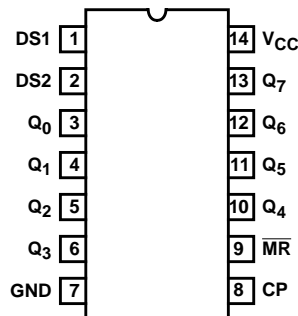 DS1 1 14 VCC
DS2 2 13 Q7
Q0 3 12 Q6
Q1 4 11 Q5
Q2 5 10 Q4
Q3 6 9 M̅R̅
GND 7 8 CP